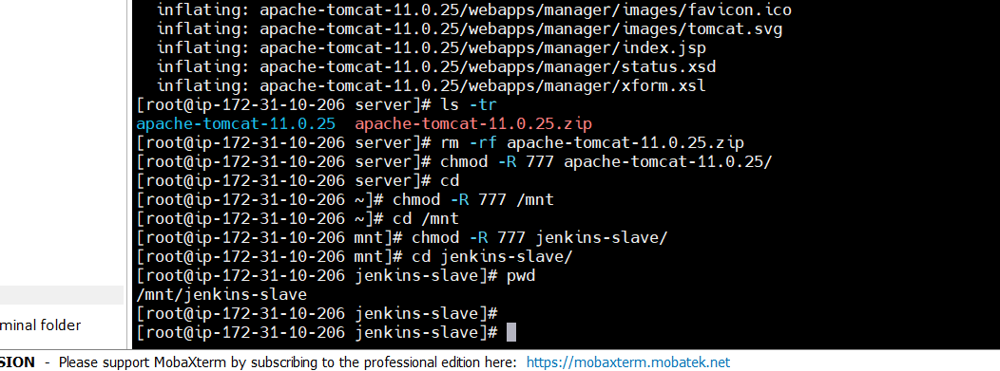 inflating: apache-tomcat-11.0.25/webapps/manager/images/favicon.ico
inflating: apache-tomcat-11.0.25/webapps/manager/images/tomcat.svg
inflating: apache-tomcat-11.0.25/webapps/manager/index.jsp
inflating: apache-tomcat-11.0.25/webapps/manager/status.xsd
inflating: apache-tomcat-11.0.25/webapps/manager/xform.xsl
[root@ip-172-31-10-206 server]# ls -tr
apache-tomcat-11.0.25  apache-tomcat-11.0.25.zip
[root@ip-172-31-10-206 server]# rm -rf apache-tomcat-11.0.25.zip
[root@ip-172-31-10-206 server]# chmod -R 777 apache-tomcat-11.0.25/
[root@ip-172-31-10-206 server]# cd
[root@ip-172-31-10-206 ~]# chmod -R 777 /mnt
[root@ip-172-31-10-206 ~]# cd /mnt
[root@ip-172-31-10-206 mnt]# chmod -R 777 jenkins-slave/
[root@ip-172-31-10-206 mnt]# cd jenkins-slave/
[root@ip-172-31-10-206 jenkins-slave]# pwd
/mnt/jenkins-slave
[root@ip-172-31-10-206 jenkins-slave]#
[root@ip-172-31-10-206 jenkins-slave]#
minal folder
SION - Please support MobaXterm by subscribing to the professional edition here: https://mobaxterm.mobatek.net